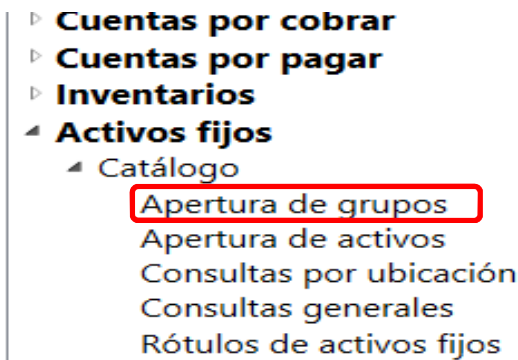 Cuentas por cobrar
Cuentas por pagar
Inventarios
Activos fijos
Catálogo
Apertura de grupos
Apertura de activos
Consultas por ubicación
Consultas generales
Rótulos de activos fijos